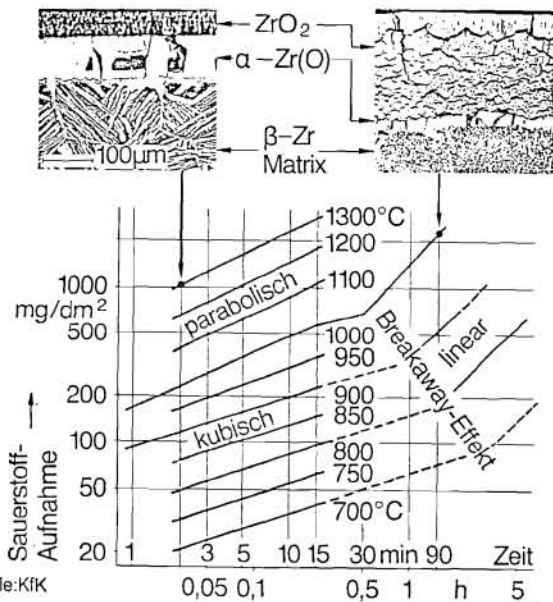 ZrO₂
α–Zr(O)
β–Zr
Matrix
100µm
1300°C
1200
1100
1000
950
900
850
800
750
700°C
parabolisch
kubisch
Breakaway-Effekt
linear
1000
mg/dm²
500
200
100
50
20
Sauerstoff-
Aufnahme
1 3 5 10 15 30 min 90 Zeit
0,05 0,1 0,5 1 h 5
le:KfK